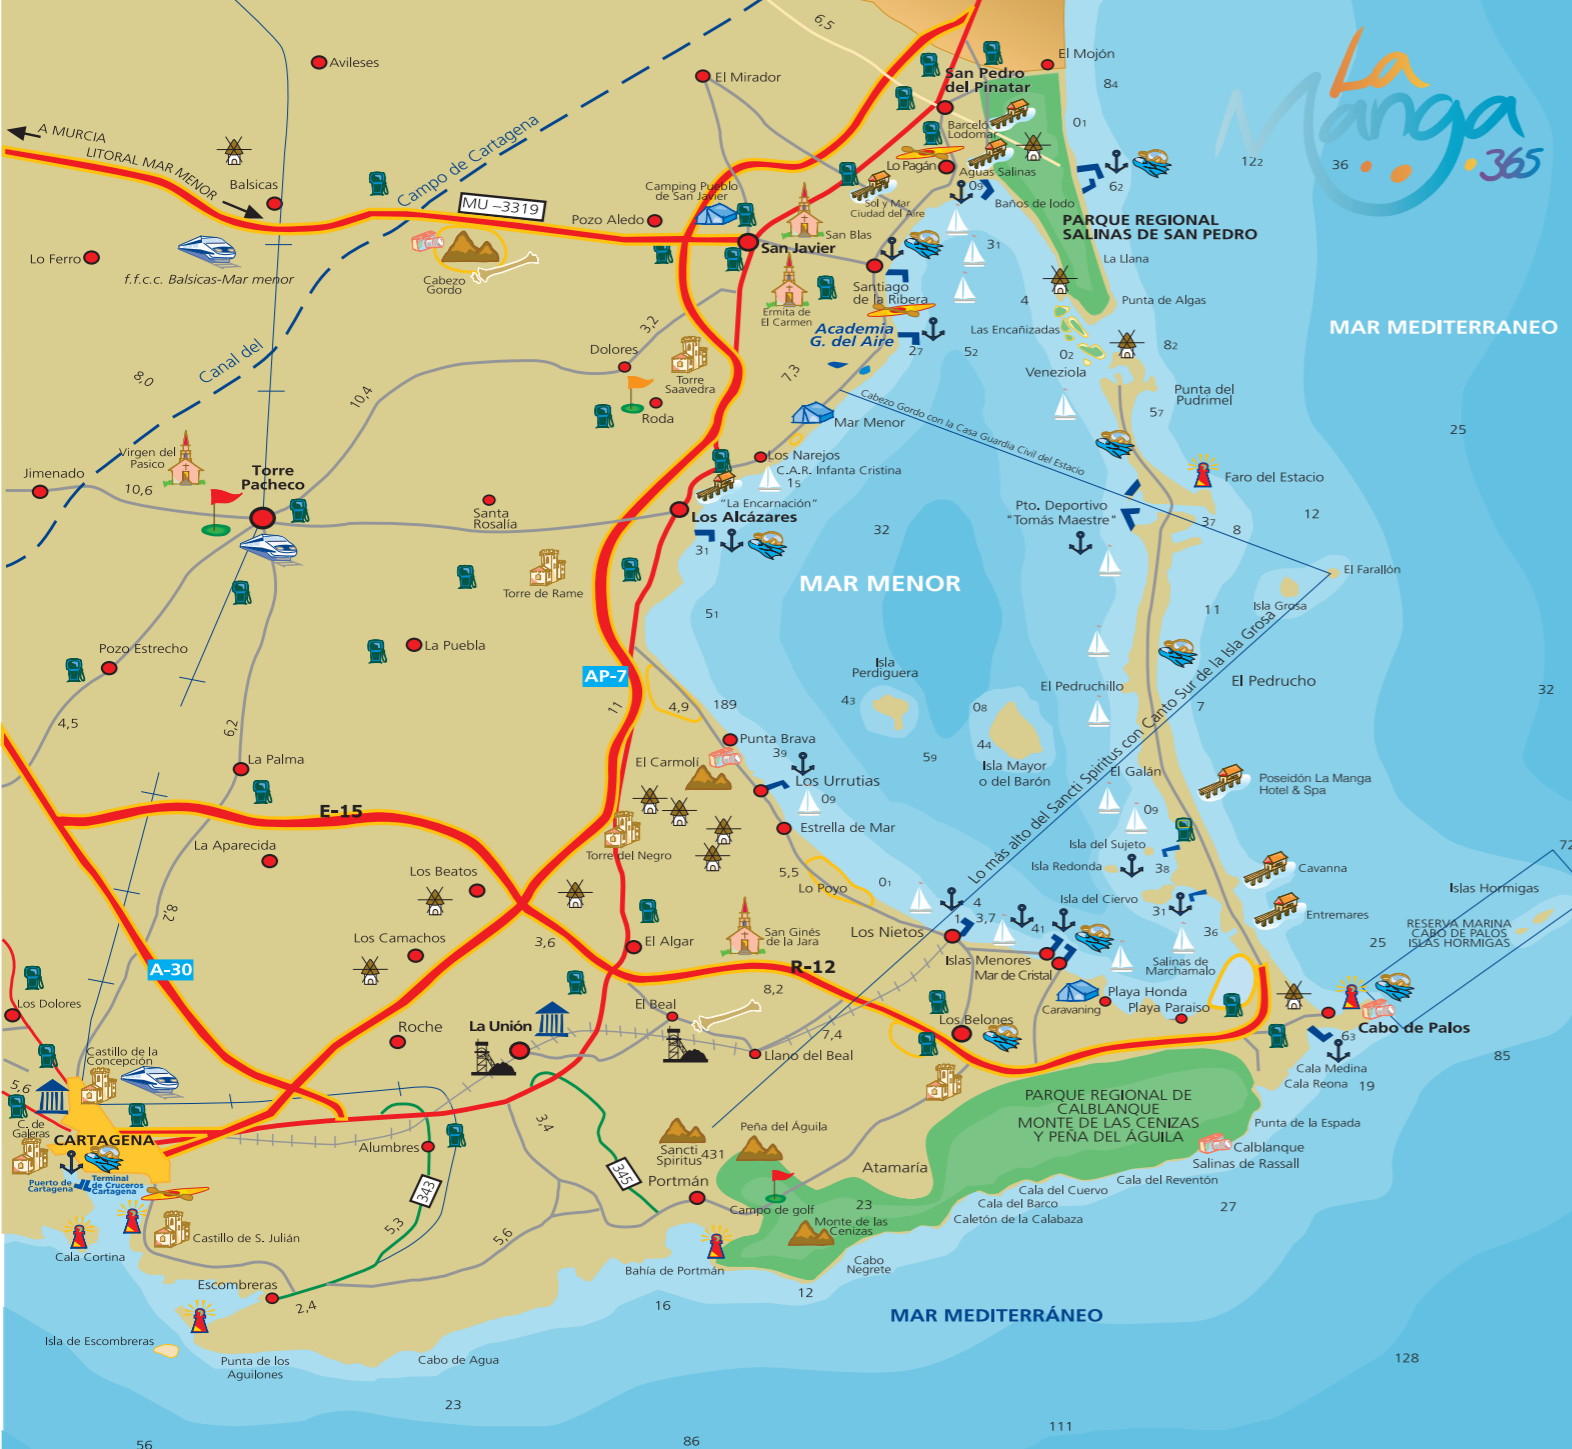 La
Manga
365
6,5
Avileses
El Mirador
El Mojón
San Pedro
del Pinatar
84
01
Barceló
Lodomar
A MURCIA
LITORAL MAR MENOR
Campo de Cartagena
Balsicas
MU –3319
Camping Pueblo
de San Javier
Lo Pagán
Aguas Salinas
09
62
122
36
Sol y Mar
Ciudad del Aire
Baños de lodo
Pozo Aledo
San Blas
PARQUE REGIONAL
SALINAS DE SAN PEDRO
San Javier
31
Lo Ferro
f.f.c.c. Balsicas-Mar menor
Cabezo
Gordo
La Llana
Santiago
de la Ribera
4
Punta de Algas
Ermita de
El Carmen
Academia
G. del Aire
Las Encañizadas
MAR MEDITERRANEO
3,2
27
52
02
82
Dolores
Canal del
8,0
Torre
Saavedra
7,3
Veneziola
10,4
Roda
Cabezo Gordo con la Casa Guardia Civil del Estacio
Punta del
Pudrimel
57
Mar Menor
25
Virgen del
Pasico
Jimenado
10,6
Torre
Pacheco
Los Narejos
C.A.R. Infanta Cristina
15
Faro del Estacio
Santa
Rosalía
"La Encarnación"
Los Alcázares
Pto. Deportivo
"Tomás Maestre"
37
8
12
32
31
Torre de Rame
MAR MENOR
El Farallón
Isla Grosa
51
11
Pozo Estrecho
La Puebla
AP-7
Isla
Perdiguera
El Pedruchillo
El Pedrucho
43
32
4,5
11
4,9
189
08
7
6,2
Punta Brava
39
44
59
La Palma
El Carmolí
Los Urrutias
Isla Mayor
o del Barón
El Galán
Poseidón La Manga
Hotel & Spa
Lo más alto del Sancti Spiritus con Canto Sur de la Isla Grosa
E-15
09
09
Estrella de Mar
La Aparecida
Torre del Negro
Isla del Sujeto
72
Isla Redonda
38
Cavanna
Los Beatos
5,5
Lo Poyo
01
Islas Hormigas
8,2
4
Isla del Ciervo
31
Entremares
1
3,7
41
36
RESERVA MARINA
CABO DE PALOS
ISLAS HORMIGAS
Los Camachos
3,6
El Algar
San Ginés
de la Jara
Los Nietos
25
A-30
R-12
Islas Menores
Mar de Cristal
Salinas de
Marchamalo
8,2
Playa Honda
Los Dolores
El Beal
Caravaning
Playa Paraiso
Roche
La Unión
7,4
Los Belones
Cabo de Palos
63
Castillo de la
Concepción
Llano del Beal
85
Cala Medina
Cala Reona
19
5,6
PARQUE REGIONAL DE
CALBLANQUE
MONTE DE LAS CENIZAS
Y PEÑA DEL ÁGUILA
C. de
Galeras
CARTAGENA
3,4
Peña del Águila
Punta de la Espada
Alumbres
Sancti
Spiritus
431
Calblanque
Salinas de Rassall
Atamaría
Puerto de
Cartagena
Terminal
de Cruceros
Cartagena
343
345
Portmán
Cala del Reventón
Cala del Cuervo
Cala del Barco
Caletón de la Calabaza
Campo de golf
23
27
5,3
5,6
Monte de las
Cenizas
Castillo de S. Julián
Cala Cortina
Cabo
Negrete
Bahía de Portmán
Escombreras
12
2,4
16
MAR MEDITERRÁNEO
Isla de Escombreras
Punta de los
Aguilones
Cabo de Agua
128
23
111
56
86